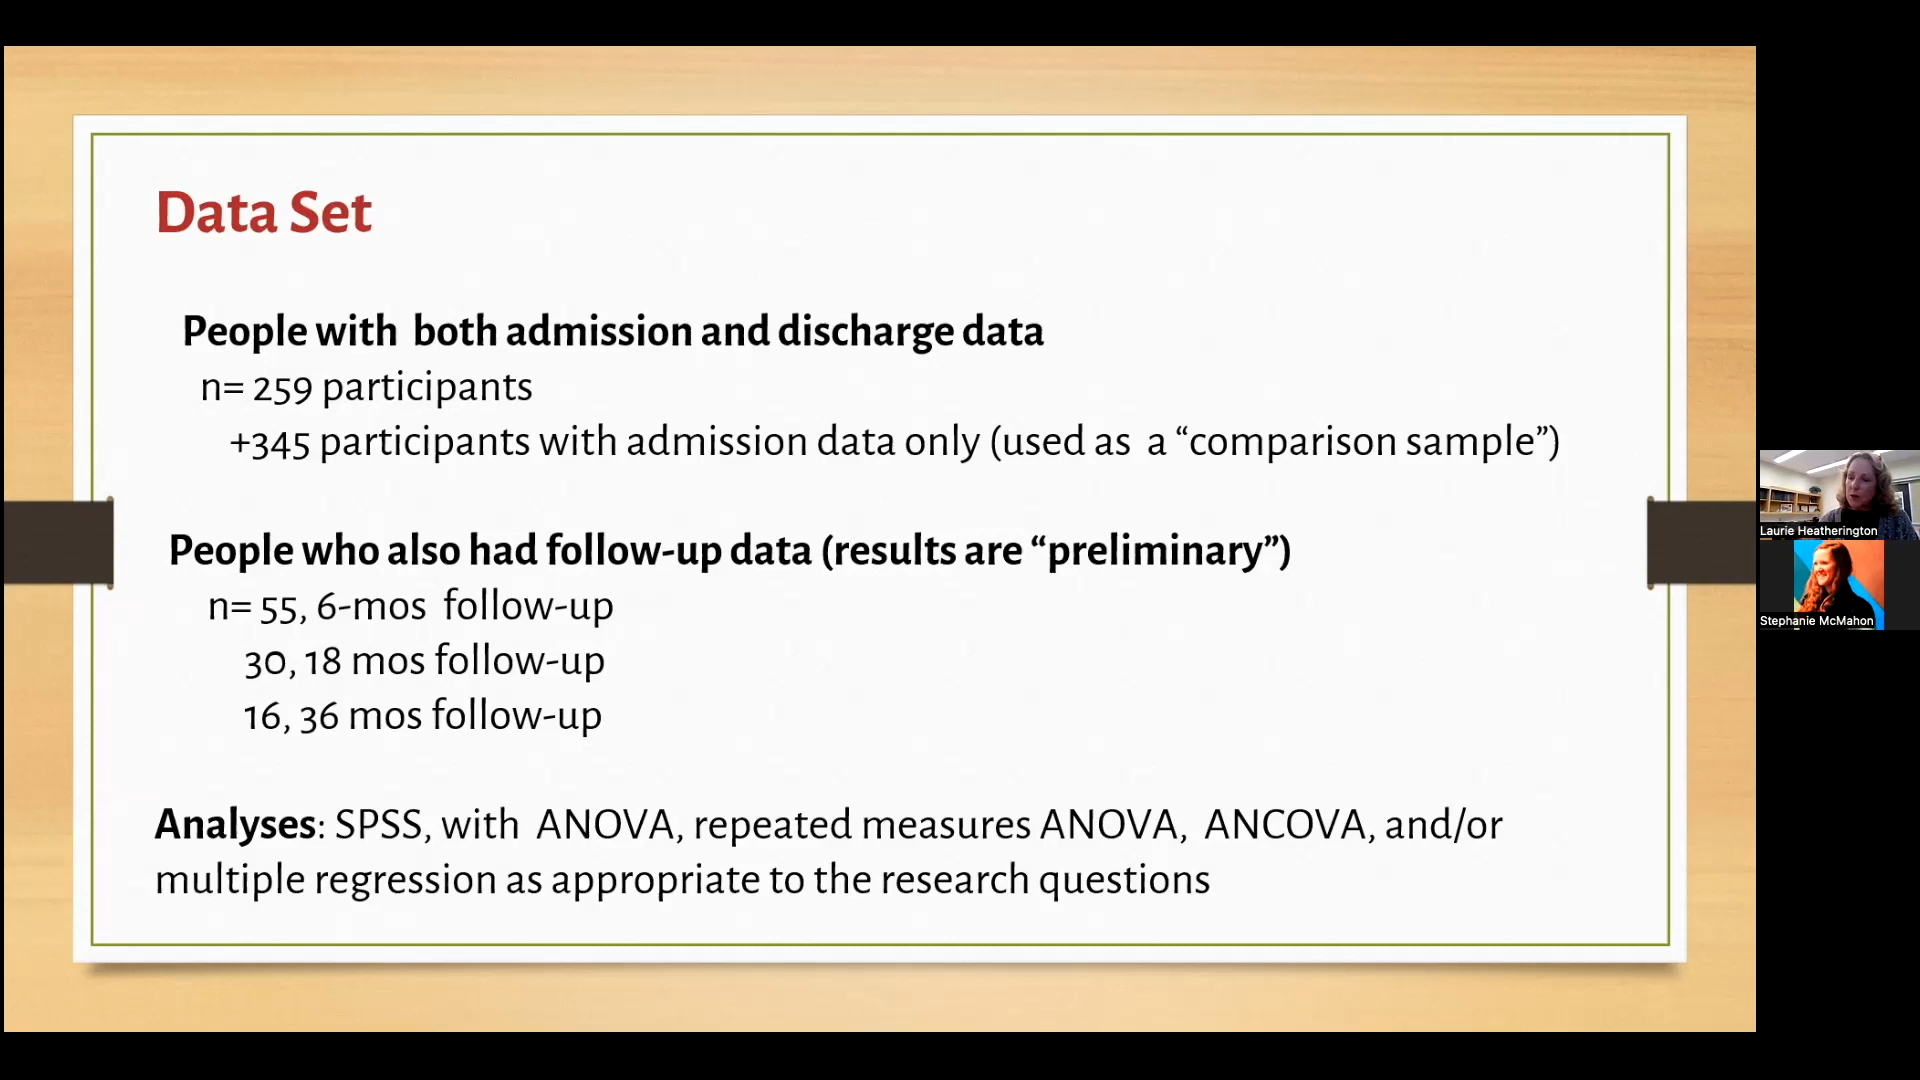 Data Set
People with both admission and discharge data
n= 259 participants
+345 participants with admission data only (used as a “comparison sample”)
People who also had follow-up data (results are “preliminary”)
n= 55, 6-mos follow-up
30, 18 mos follow-up
16, 36 mos follow-up
Analyses: SPSS, with ANOVA, repeated measures ANOVA, ANCOVA, and/or
multiple regression as appropriate to the research questions
Laurie Heatherington
Stephanie McMahon